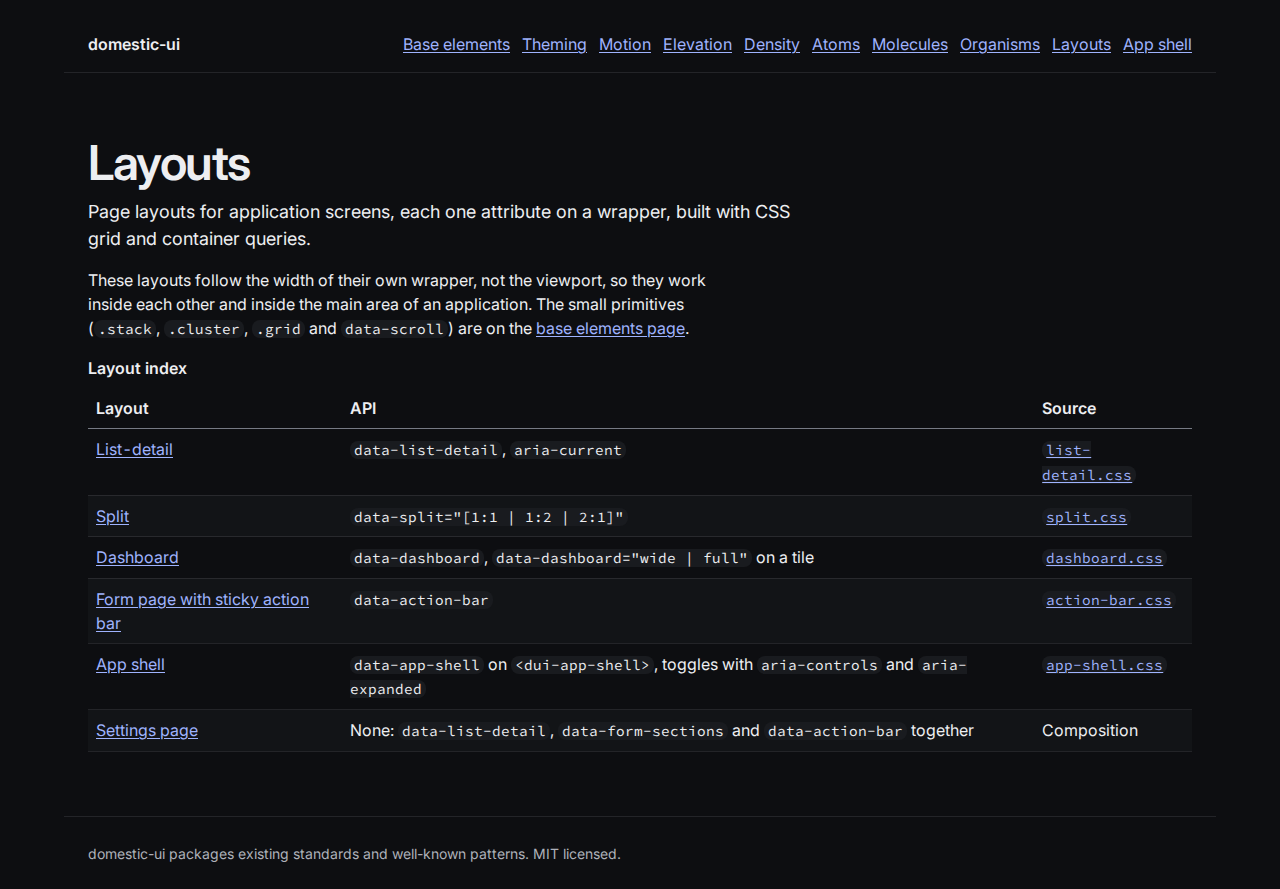 domestic-ui Base elements Theming Motion Elevation Density Atoms Molecules Organisms Layouts App shell
Layouts
Page layouts for application screens, each one attribute on a wrapper, built with CSS
grid and container queries.
These layouts follow the width of their own wrapper, not the viewport, so they work
inside each other and inside the main area of an application. The small primitives
(.stack, .cluster, .grid and data-scroll) are on the base elements page.
Layout index
Layout API Source
List-detail data-list-detail, aria-current list-
detail.css
Split data-split="[1:1 | 1:2 | 2:1]" split.css
Dashboard data-dashboard, data-dashboard="wide | full" on a tile dashboard.css
Form page with sticky action data-action-bar action-bar.css
bar
App shell data-app-shell on <dui-app-shell>, toggles with aria-controls and aria- app-shell.css
expanded
Settings page None: data-list-detail, data-form-sections and data-action-bar together Composition
domestic-ui packages existing standards and well-known patterns. MIT licensed.